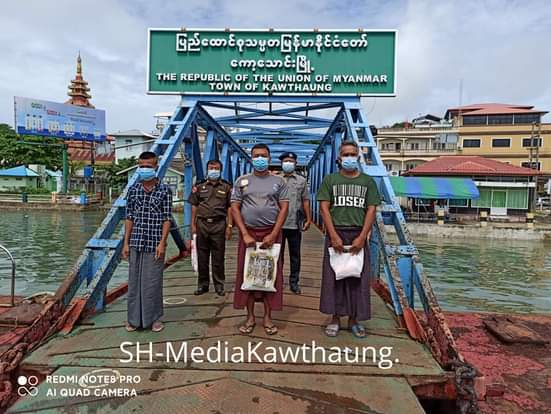 ပြည်ထောင်စုသမ္မတမြန်မာနိုင်ငံတော်
ကော့သောင်းမြို့
THE REPUBLIC OF THE UNION OF MYANMAR
TOWN OF KAWTHAUNG
LOSER
SH-MediaKawthaung.
REDMI NOTE 8 PRO
AI QUAD CAMERA